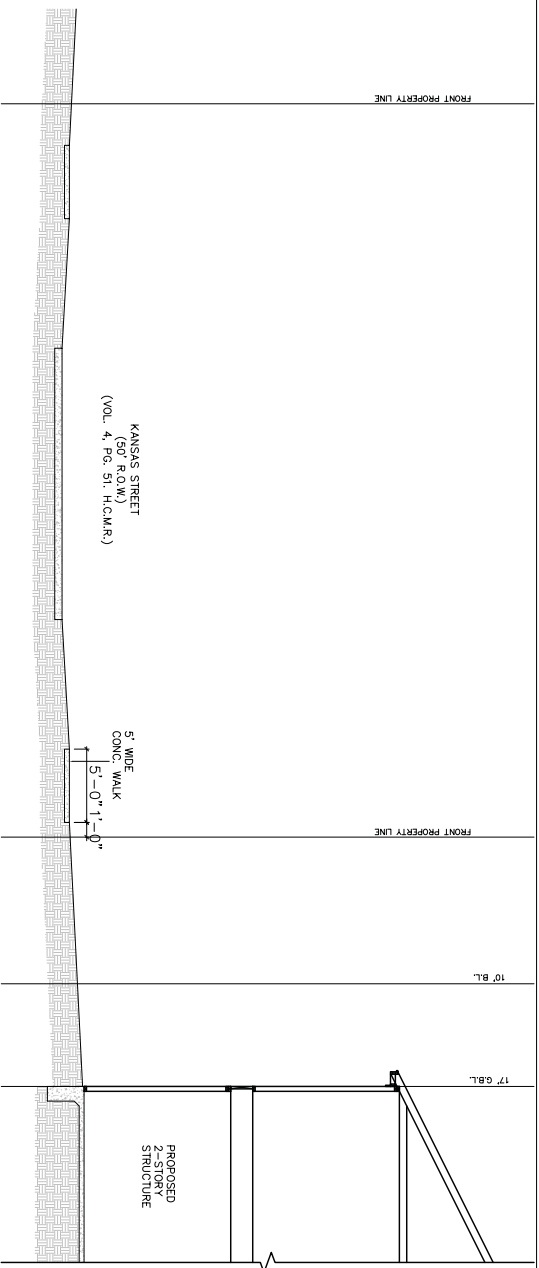 FRONT PROPERTY LINE
KANSAS STREET
(50' R.O.W.)
(VOL. 4, PG. 51. H.C.M.R.)
5' WIDE
CONC. WALK
5'-0"
1'-0"
FRONT PROPERTY LINE
10' B.L.
17' G.B.L.
PROPOSED
2-STORY
STRUCTURE